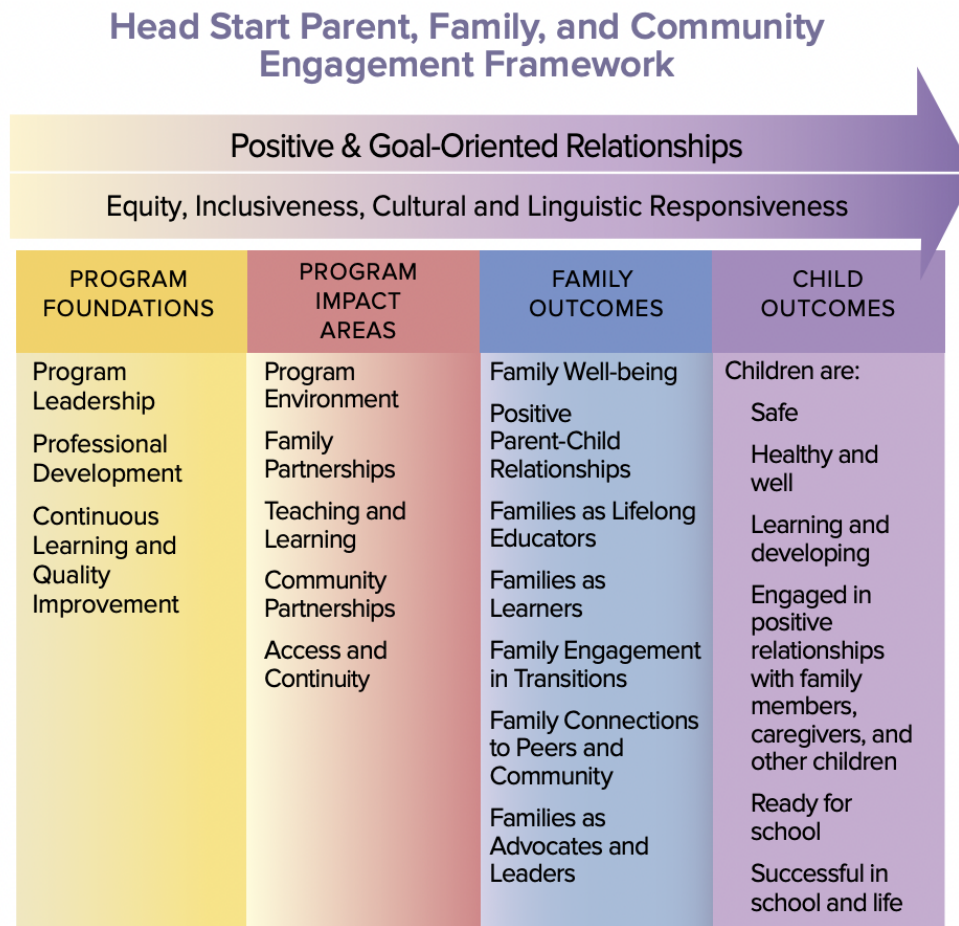 Head Start Parent, Family, and Community
Engagement Framework
Positive & Goal-Oriented Relationships
Equity, Inclusiveness, Cultural and Linguistic Responsiveness
PROGRAM
FOUNDATIONS
Program
Leadership
Professional
Development
Continuous
Learning and
Quality
Improvement
PROGRAM
IMPACT
AREAS
Program
Environment
Family
Partnerships
Teaching and
Learning
Community
Partnerships
Access and
Continuity
FAMILY
OUTCOMES
Family Well-being
Positive
Parent-Child
Relationships
Families as Lifelong
Educators
Families as
Learners
Family Engagement
in Transitions
Family Connections
to Peers and
Community
Families as
Advocates and
Leaders
CHILD
OUTCOMES
Children are:
Safe
Healthy and
well
Learning and
developing
Engaged in
positive
relationships
with family
members,
caregivers, and
other children
Ready for
school
Successful in
school and life